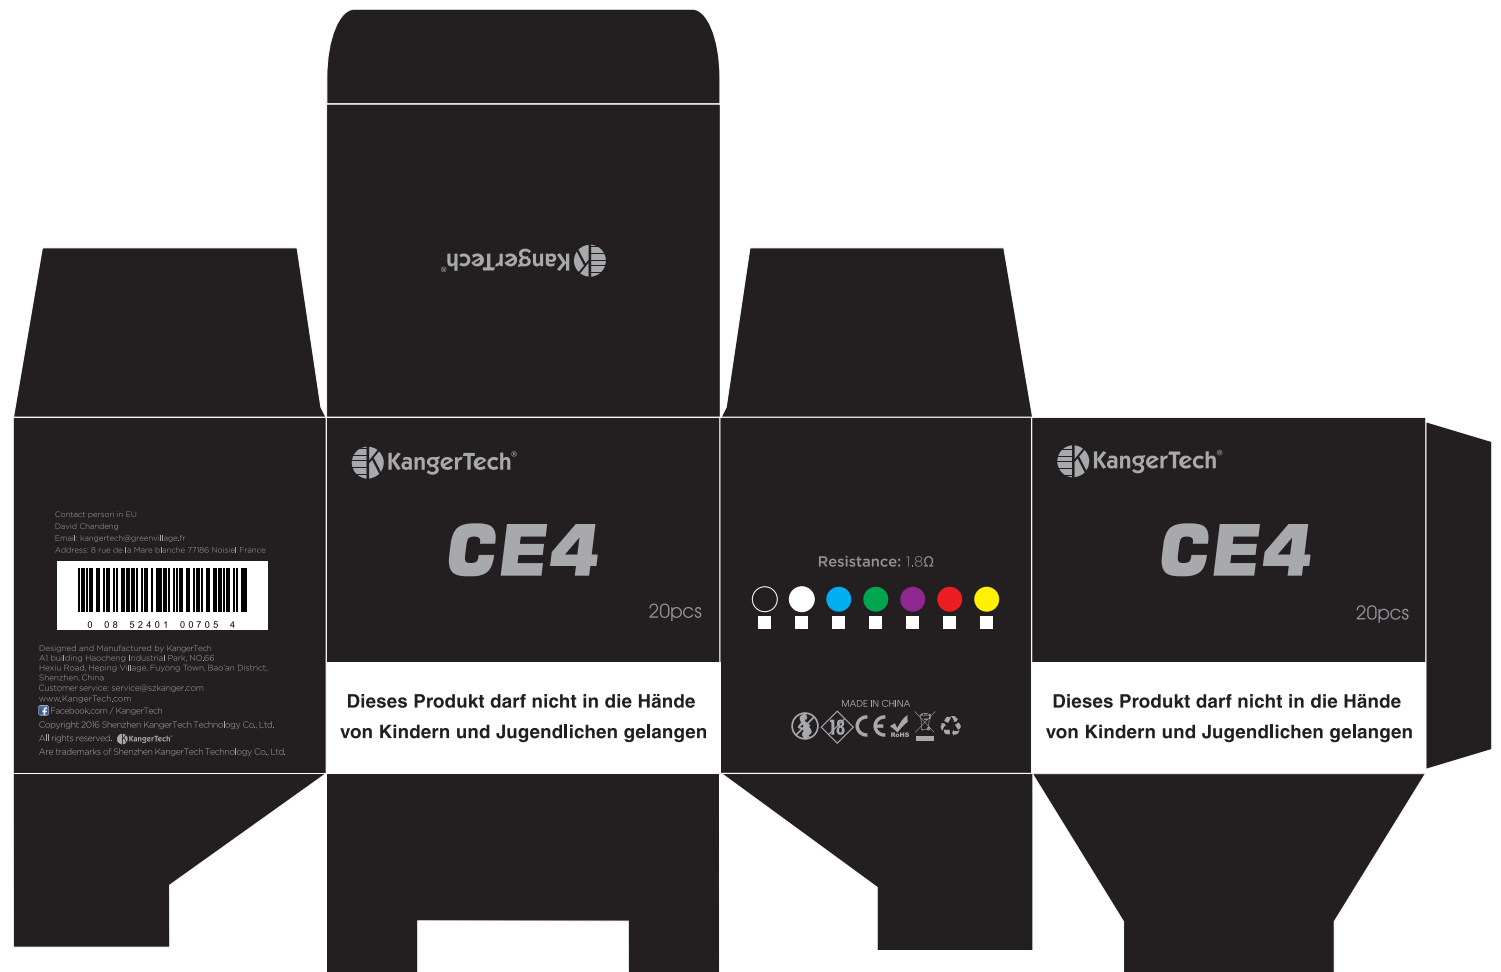 KangerTech®
Contact person in EU
David Chandeng
Email: kangertech@greenvillage.fr
Address: 8 rue de la Mare blanche 77186 Noisiel France
0 08 52401 00705 4
Designed and Manufactured by KangerTech
A1 building Haocheng Industrial Park, NO.66
Hexiu Road, Heping Village, Fuyong Town, Bao'an District,
Shenzhen, China
Customer service: service@szkanger.com
www.KangerTech.com
Facebook.com / KangerTech
Copyright 2016 Shenzhen KangerTech Technology Co., Ltd.
All rights reserved. KangerTech®
Are trademarks of Shenzhen KangerTech Technology Co., Ltd.
KangerTech®
CE4
20pcs
Dieses Produkt darf nicht in die Hände
von Kindern und Jugendlichen gelangen
Resistance: 1.8Ω
MADE IN CHINA
18 CE RoHS
KangerTech®
CE4
20pcs
Dieses Produkt darf nicht in die Hände
von Kindern und Jugendlichen gelangen